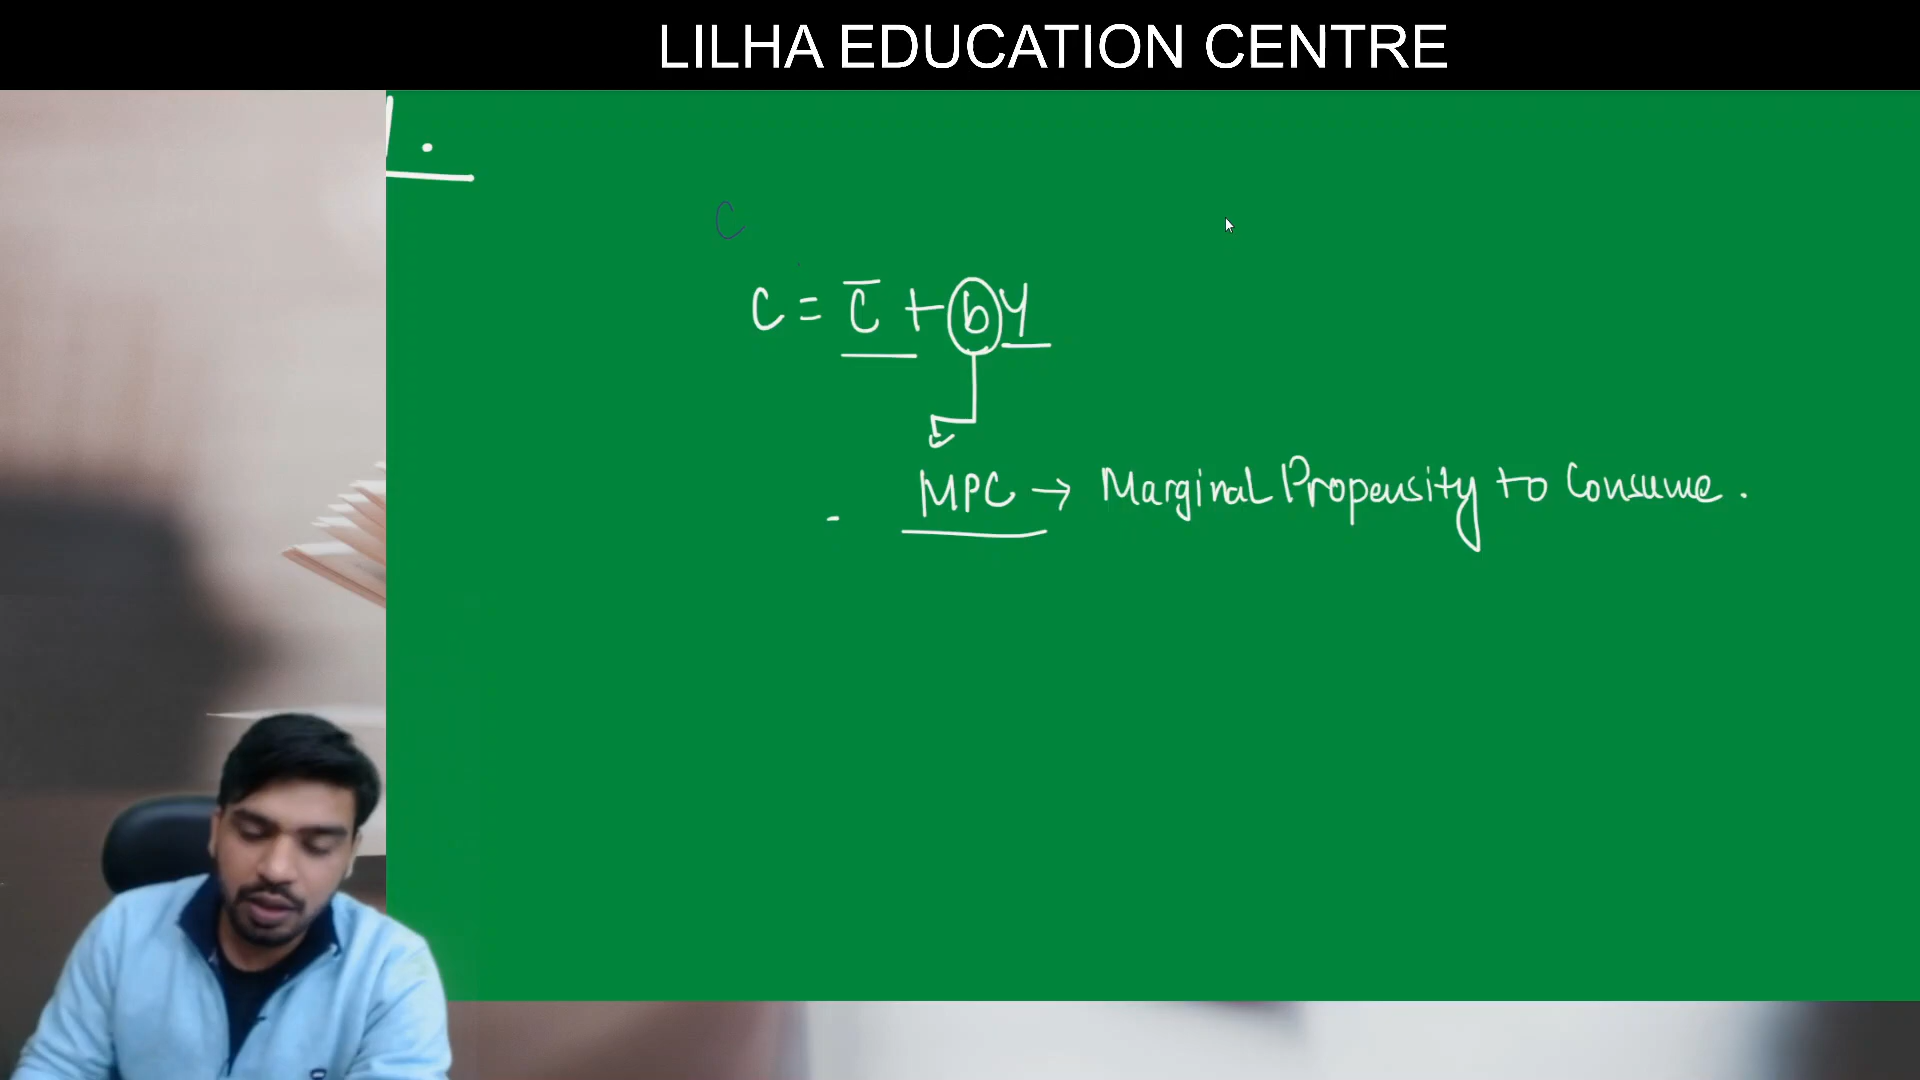 LILHA EDUCATION CENTRE
C
C = C̅ + bY
MPC → Marginal Propensity to Consume.